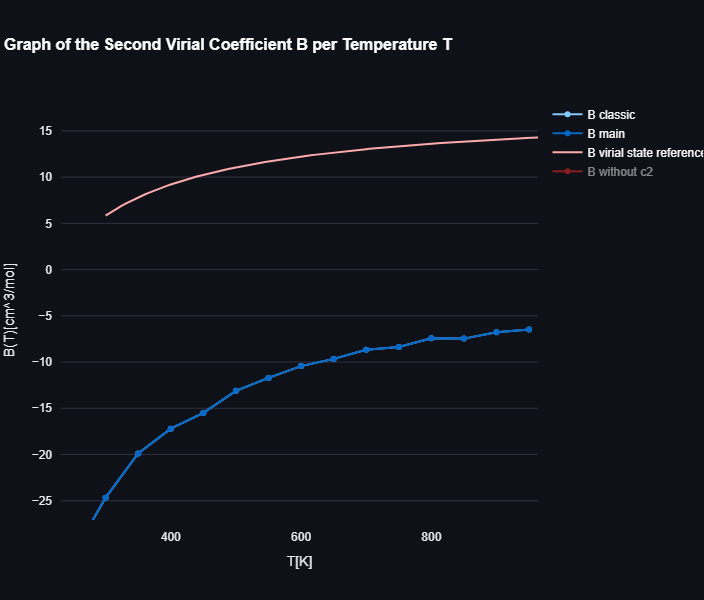 Graph of the Second Virial Coefficient B per Temperature T
B classic
B main
B virial state reference
B without c2
15
10
5
0
−5
−10
−15
−20
−25
B(T)[cm^3/mol]
400 600 800
T[K]